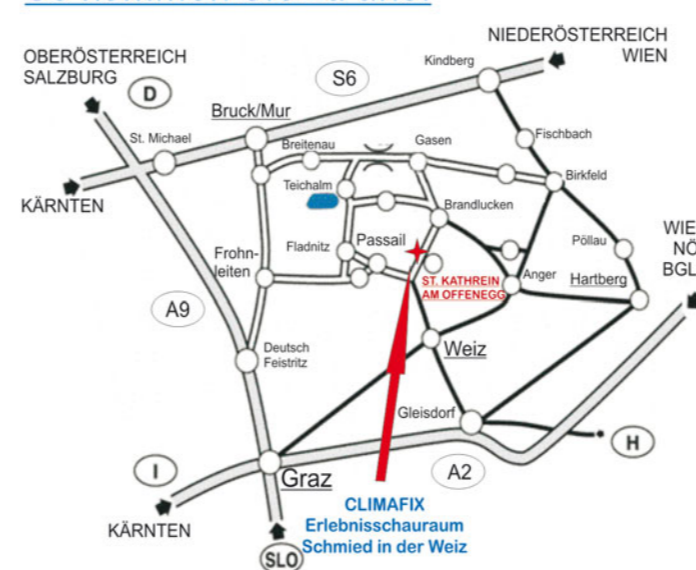 NIEDERÖSTERREICH
WIEN
OBERÖSTERREICH
SALZBURG
Kindberg
S6
D
Bruck/Mur
St. Michael
Breitenau
Gasen
Fischbach
Teichalm
Birkfeld
KÄRNTEN
Brandlucken
Frohn-
leiten
Fladnitz
Passail
Pöllau
ST. KATHREIN
AM OFFENEGG
Anger
Hartberg
A9
Deutsch
Feistritz
Weiz
Gleisdorf
H
I
Graz
A2
KÄRNTEN
SLO
CLIMAFIX
Erlebnisschauraum
Schmied in der Weiz